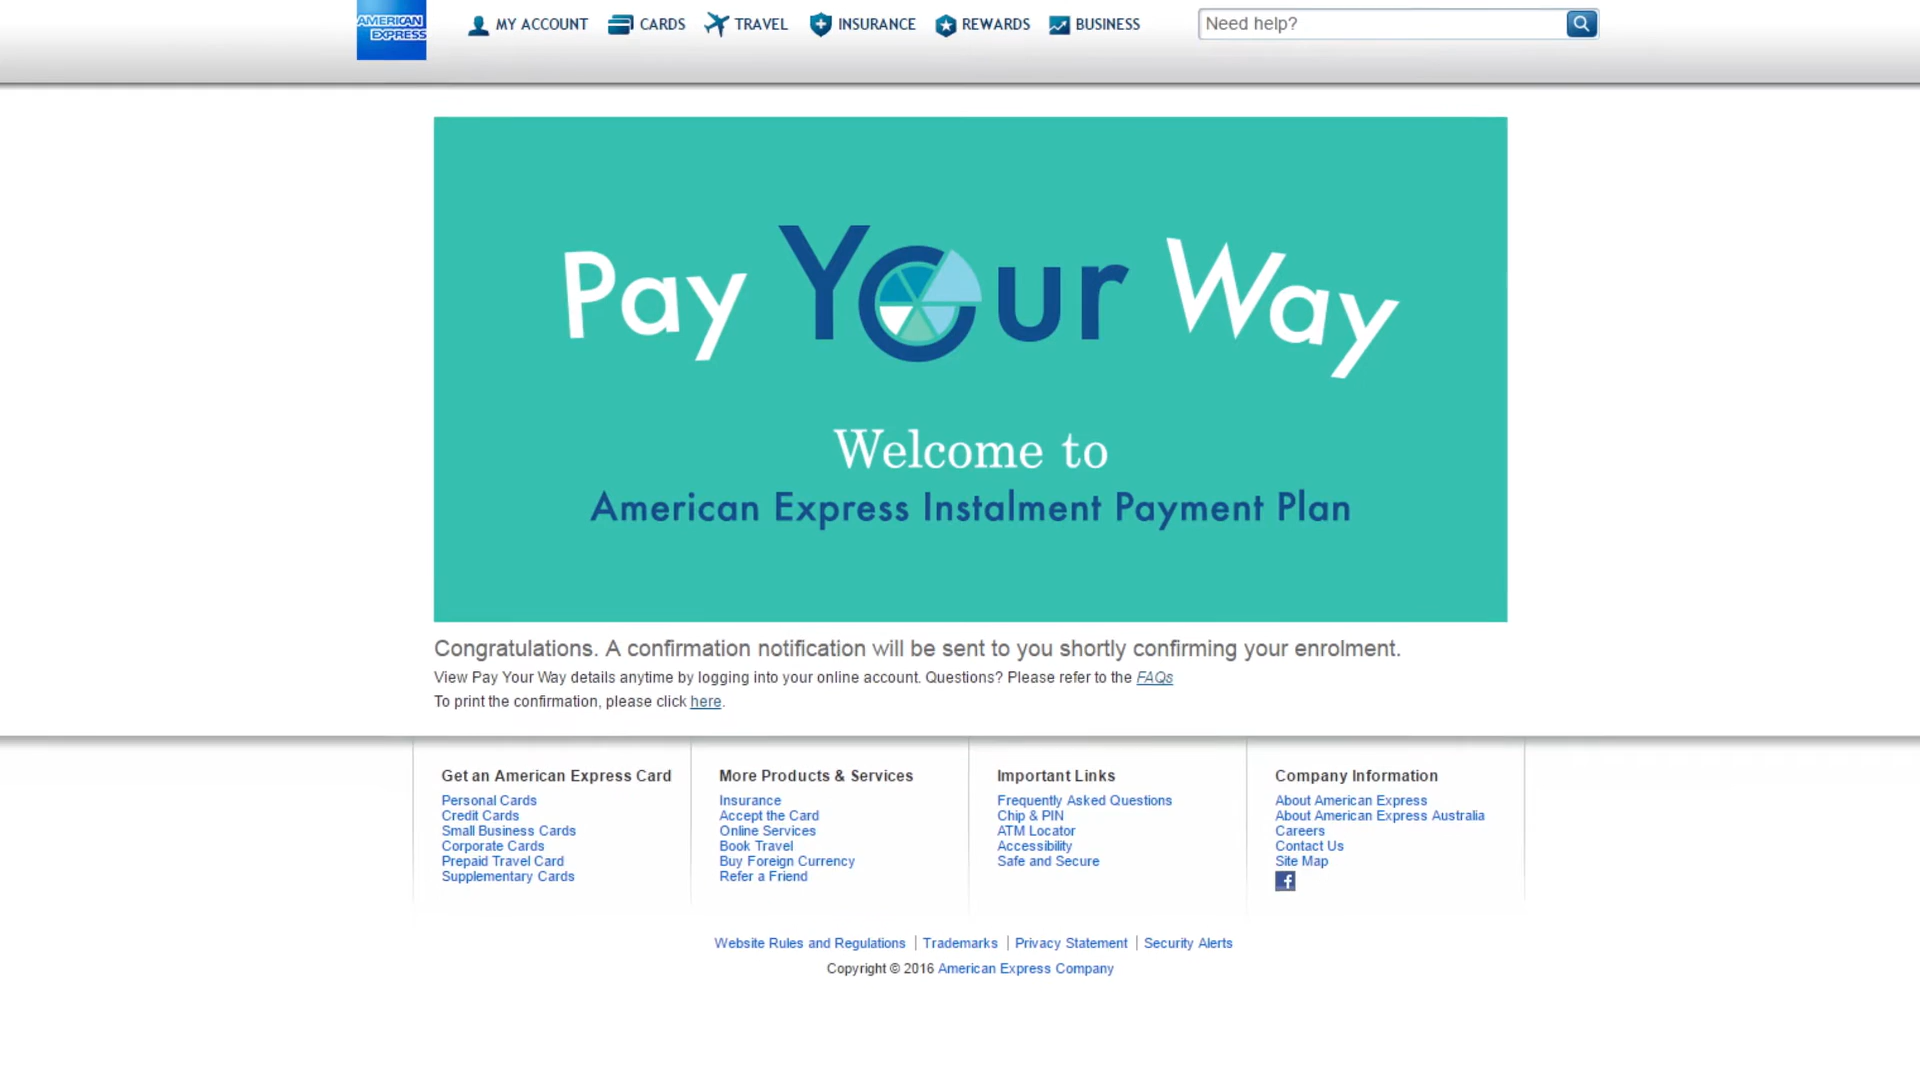 AMERICAN
EXPRESS
MY ACCOUNT
CARDS
TRAVEL
INSURANCE
REWARDS
BUSINESS
Need help?
Pay Your Way
Welcome to
American Express Instalment Payment Plan
Congratulations. A confirmation notification will be sent to you shortly confirming your enrolment.
View Pay Your Way details anytime by logging into your online account. Questions? Please refer to the FAQs
To print the confirmation, please click here.
Get an American Express Card
Personal Cards
Credit Cards
Small Business Cards
Corporate Cards
Prepaid Travel Card
Supplementary Cards
More Products & Services
Insurance
Accept the Card
Online Services
Book Travel
Buy Foreign Currency
Refer a Friend
Important Links
Frequently Asked Questions
Chip & PIN
ATM Locator
Accessibility
Safe and Secure
Company Information
About American Express
About American Express Australia
Careers
Contact Us
Site Map
Website Rules and Regulations | Trademarks | Privacy Statement | Security Alerts
Copyright © 2016 American Express Company